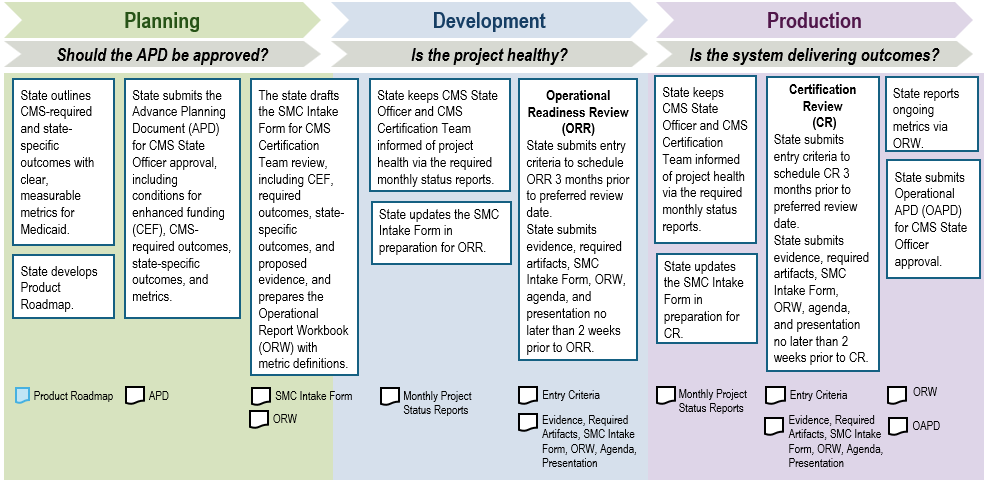 Planning
Should the APD be approved?
State outlines
CMS-required
and state-
specific
outcomes with
clear,
measurable
metrics for
Medicaid.
State develops
Product
Roadmap.
State submits the
Advance Planning
Document (APD)
for CMS State
Officer approval,
including
conditions for
enhanced funding
(CEF), CMS-
required outcomes,
state-specific
outcomes, and
metrics.
The state drafts
the SMC Intake
Form for CMS
Certification
Team review,
including CEF,
required
outcomes, state-
specific
outcomes, and
proposed
evidence, and
prepares the
Operational
Report Workbook
(ORW) with
metric definitions.
Product Roadmap
APD
SMC Intake Form
ORW
Development
Is the project healthy?
State keeps CMS State
Officer and CMS
Certification Team
informed of project
health via the required
monthly status reports.
State updates the SMC
Intake Form in
preparation for ORR.
Operational
Readiness Review
(ORR)
State submits entry
criteria to schedule
ORR 3 months prior
to preferred review
date.
State submits
evidence, required
artifacts, SMC
Intake Form, ORW,
agenda, and
presentation no
later than 2 weeks
prior to ORR.
Monthly Project
Status Reports
Entry Criteria
Evidence, Required
Artifacts, SMC Intake
Form, ORW, Agenda,
Presentation
Production
Is the system delivering outcomes?
State keeps
CMS State
Officer and CMS
Certification
Team informed
of project health
via the required
monthly status
reports.
State updates
the SMC Intake
Form in
preparation for
CR.
Certification
Review
(CR)
State submits
entry criteria to
schedule CR 3
months prior to
preferred review
date.
State submits
evidence, required
artifacts, SMC
Intake Form,
ORW, agenda,
and presentation
no later than 2
weeks prior to CR.
State reports
ongoing
metrics via
ORW.
State submits
Operational
APD (OAPD)
for CMS State
Officer
approval.
Monthly Project
Status Reports
Entry Criteria
Evidence, Required
Artifacts, SMC Intake
Form, ORW, Agenda,
Presentation
ORW
OAPD